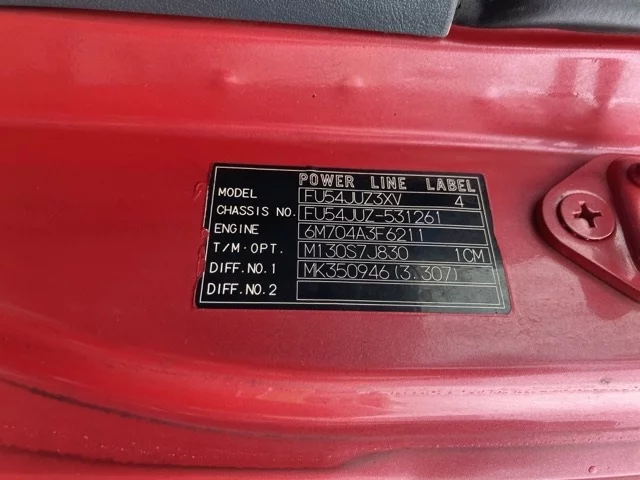 POWER LINE LABEL
MODEL FU54JUZ3XV 4
CHASSIS NO. FU54JUZ-531261
ENGINE 6M704A3F6211
T/M·OPT. M130S7J830 1CM
DIFF.NO.1 MK350946(3.307)
DIFF.NO.2